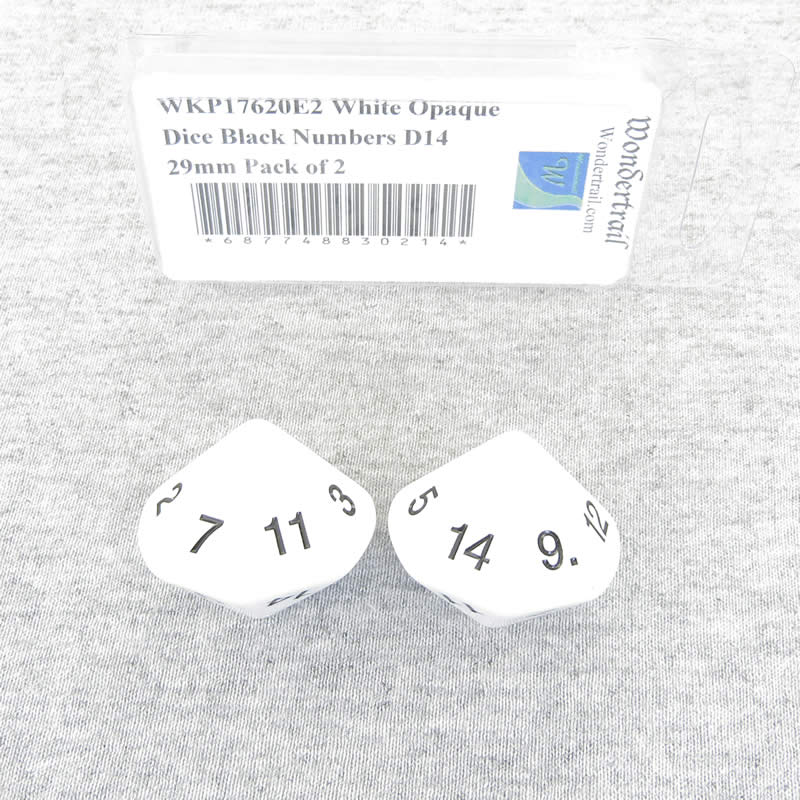 WKP17620E2 White Opaque
Dice Black Numbers D14
29mm Pack of 2
*687748830214*
Wondertrail
Wondertrail.com
W
2 7 11 3
5 14 9. 12